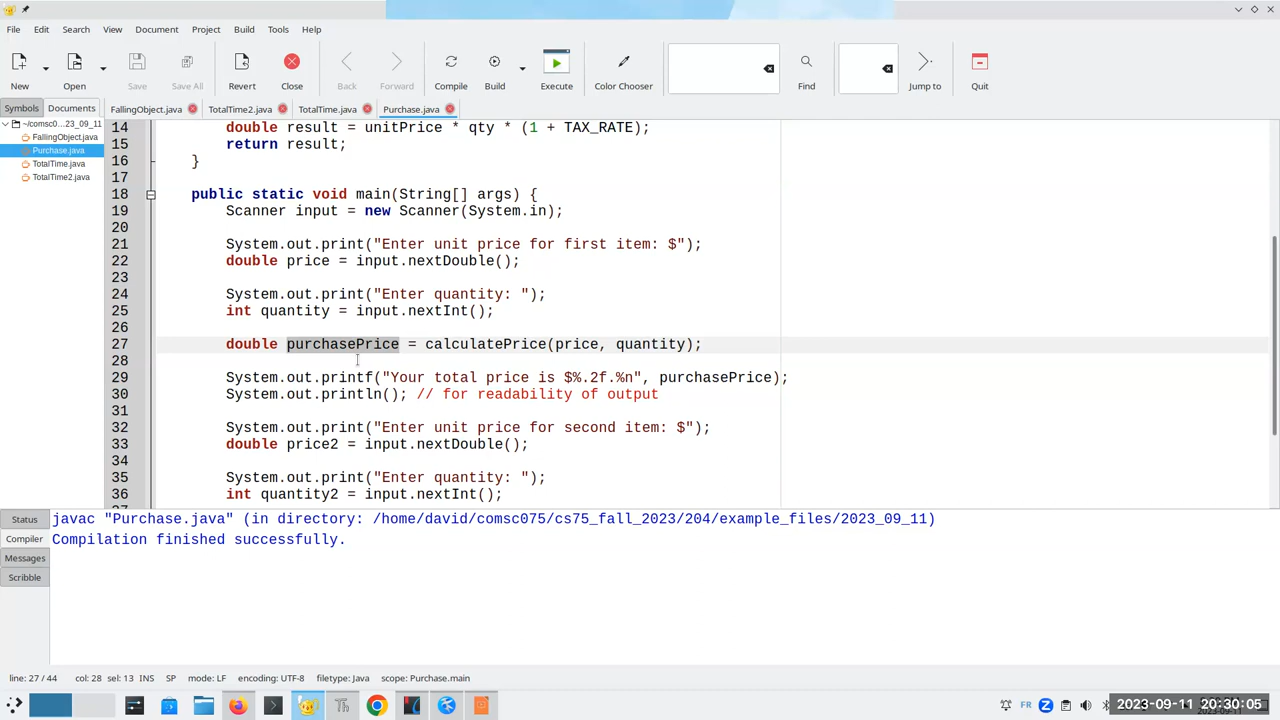 File Edit Search View Document Project Build Tools Help
New Open Save Save All Revert Close Back Forward Compile Build Execute Color Chooser Find Jump to Quit
Symbols Documents FallingObject.java TotalTime2.java TotalTime.java Purchase.java
~/comsc0...23_09_11)
FallingObject.java
Purchase.java
TotalTime.java
TotalTime2.java
14 double result = unitPrice * qty * (1 + TAX_RATE);
15 return result;
16 }
17
18 public static void main(String[] args) {
19 Scanner input = new Scanner(System.in);
20
21 System.out.print("Enter unit price for first item: $");
22 double price = input.nextDouble();
23
24 System.out.print("Enter quantity: ");
25 int quantity = input.nextInt();
26
27 double purchasePrice = calculatePrice(price, quantity);
28
29 System.out.printf("Your total price is $%.2f.%n", purchasePrice);
30 System.out.println(); // for readability of output
31
32 System.out.print("Enter unit price for second item: $");
33 double price2 = input.nextDouble();
34
35 System.out.print("Enter quantity: ");
36 int quantity2 = input.nextInt();
Status
Compiler
Messages
Scribble
javac "Purchase.java" (in directory: /home/david/comsc075/cs75_fall_2023/204/example_files/2023_09_11)
Compilation finished successfully.
line: 27 / 44 col: 28 sel: 13 INS SP mode: LF encoding: UTF-8 filetype: Java scope: Purchase.main
FR 2023-09-11 20:30:05